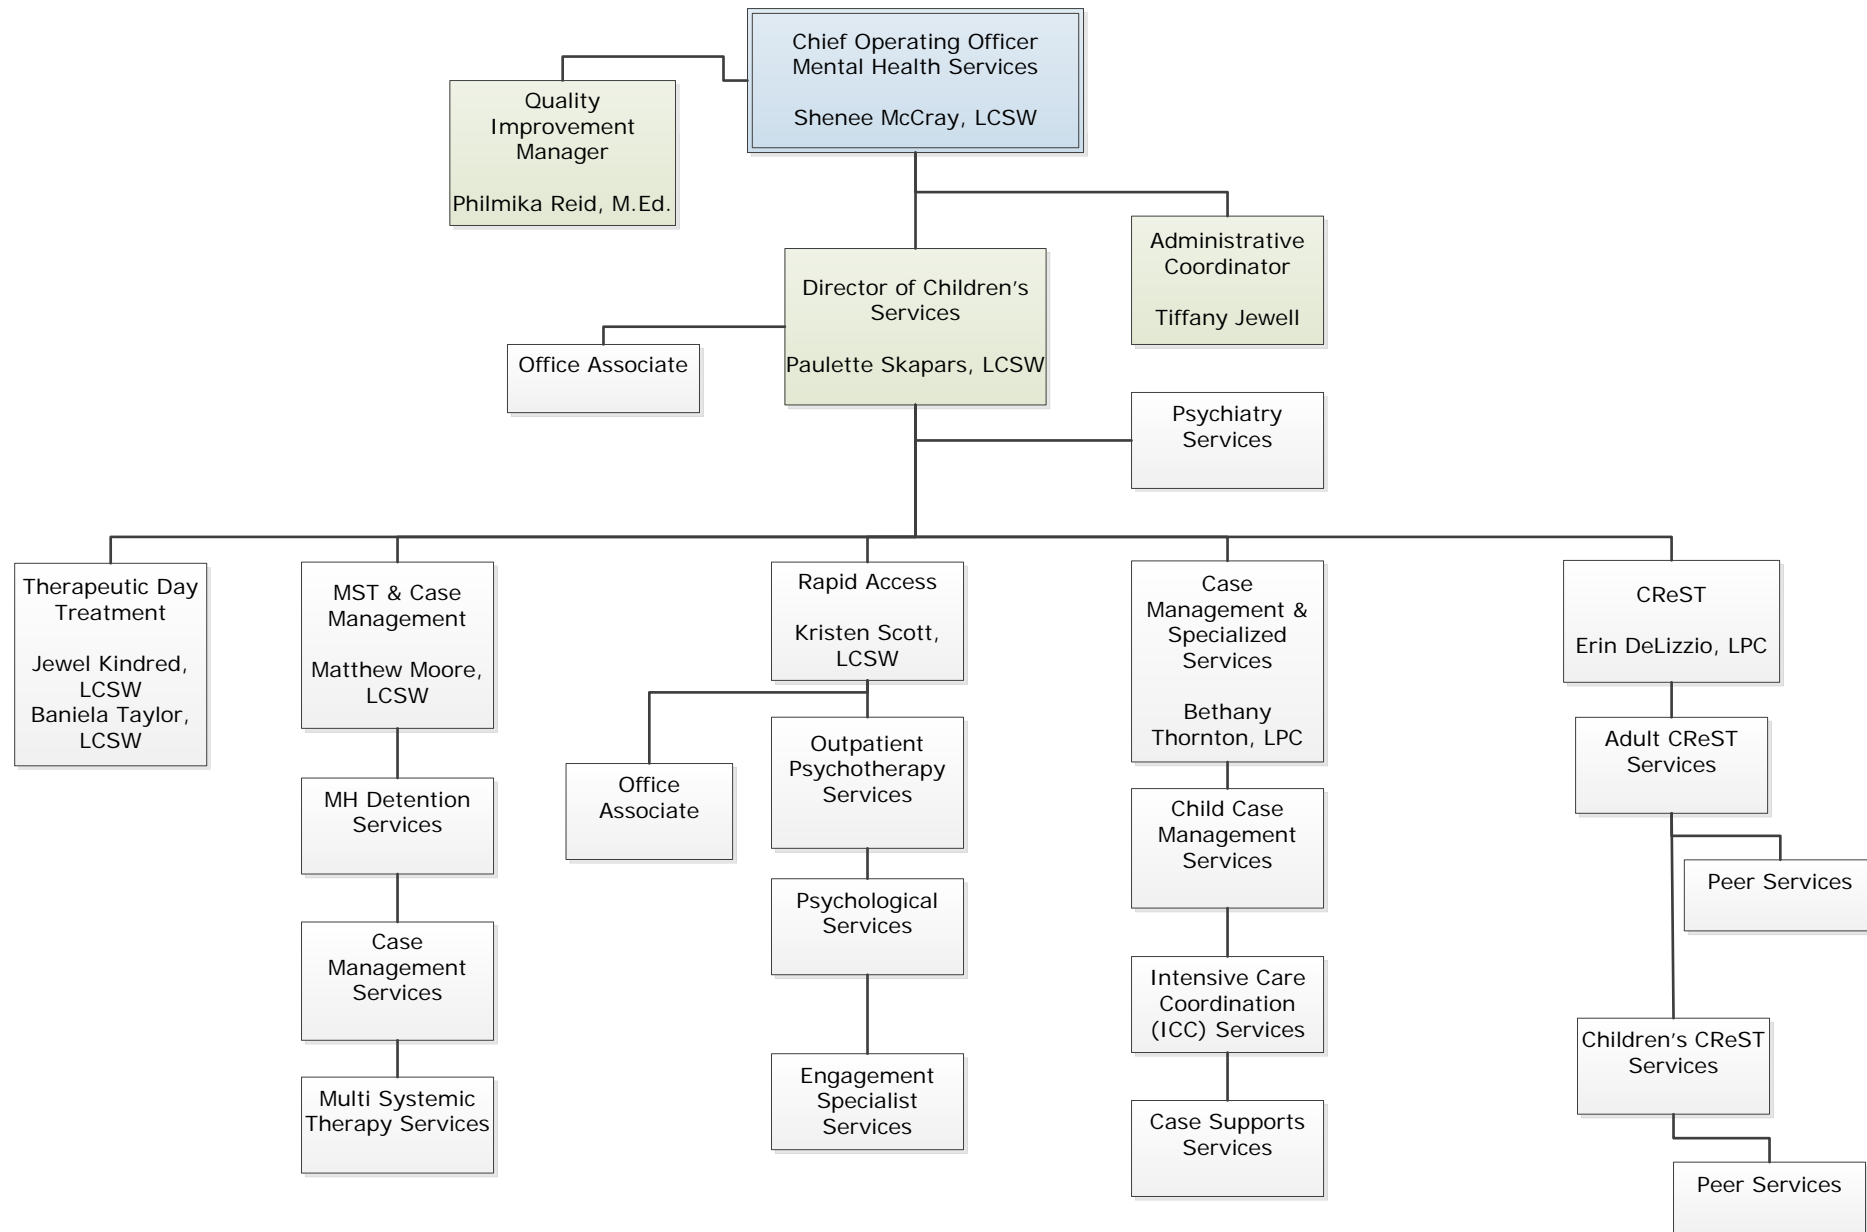 Chief Operating Officer
Mental Health Services
Shenee McCray, LCSW
Quality
Improvement
Manager
Philmika Reid, M.Ed.
Administrative
Coordinator
Tiffany Jewell
Director of Children's
Services
Paulette Skapars, LCSW
Office Associate
Psychiatry
Services
Therapeutic Day
Treatment
Jewel Kindred,
LCSW
Baniela Taylor,
LCSW
MST & Case
Management
Matthew Moore,
LCSW
MH Detention
Services
Case
Management
Services
Multi Systemic
Therapy Services
Rapid Access
Kristen Scott,
LCSW
Office
Associate
Outpatient
Psychotherapy
Services
Psychological
Services
Engagement
Specialist
Services
Case
Management &
Specialized
Services
Bethany
Thornton, LPC
Child Case
Management
Services
Intensive Care
Coordination
(ICC) Services
Case Supports
Services
CReST
Erin DeLizzio, LPC
Adult CReST
Services
Peer Services
Children's CReST
Services
Peer Services